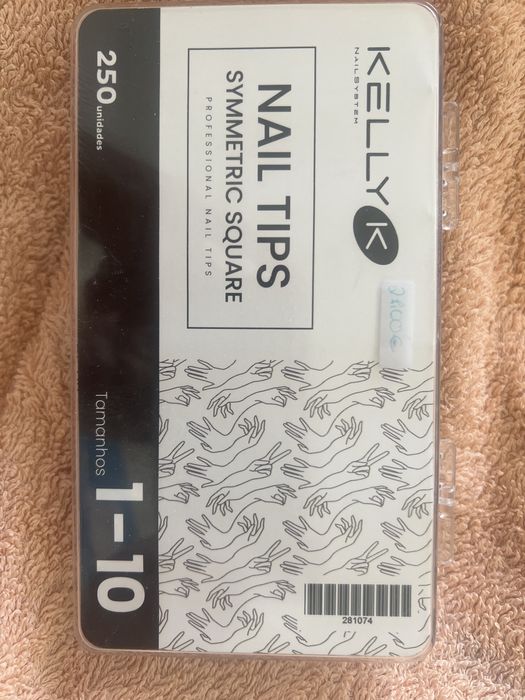 KELLY K
NAILSYSTEM
NAIL TIPS
SYMMETRIC SQUARE
PROFESSIONAL NAIL TIPS
250 unidades
Tamanhos 1-10
281074